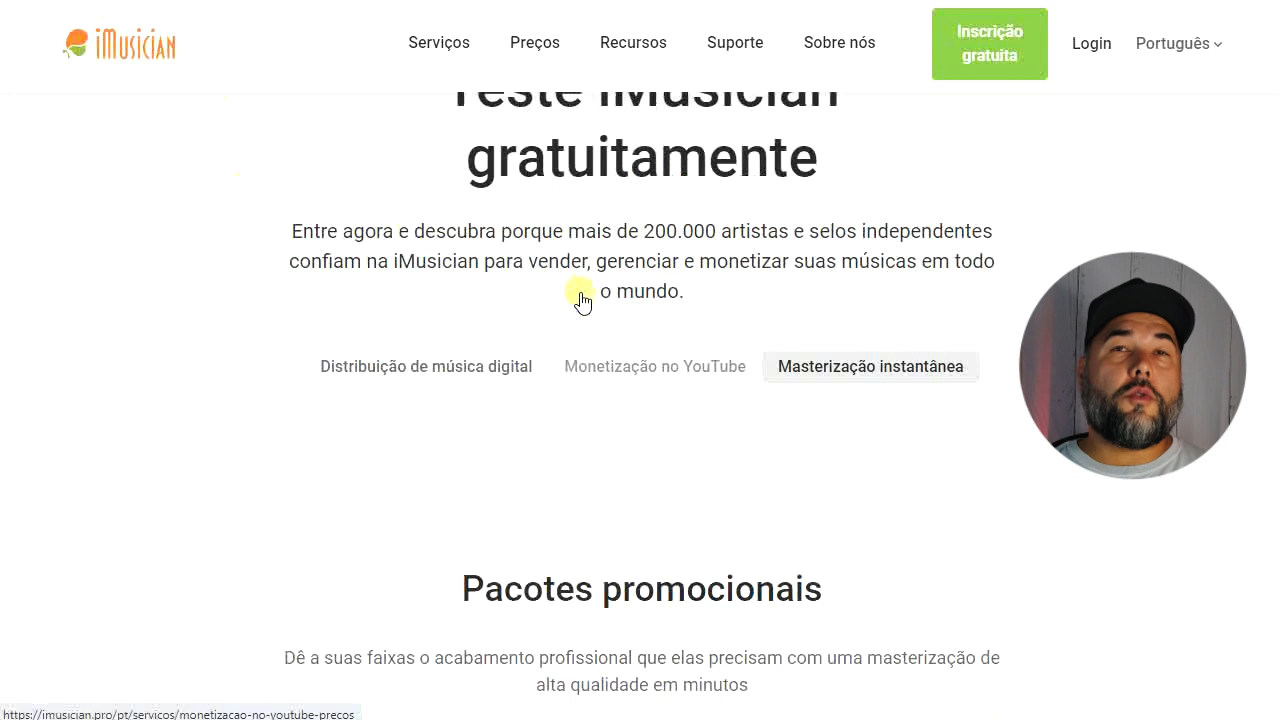 iMusician
Serviços
Preços
Recursos
Suporte
Sobre nós
Inscrição
gratuita
Login
Português
Teste iMusician
gratuitamente
Entre agora e descubra porque mais de 200.000 artistas e selos independentes
confiam na iMusician para vender, gerenciar e monetizar suas músicas em todo
o mundo.
Distribuição de música digital
Monetização no YouTube
Masterização instantânea
Pacotes promocionais
Dê a suas faixas o acabamento profissional que elas precisam com uma masterização de
alta qualidade em minutos
https://imusician.pro/pt/servicos/monetizacao-no-youtube-precos